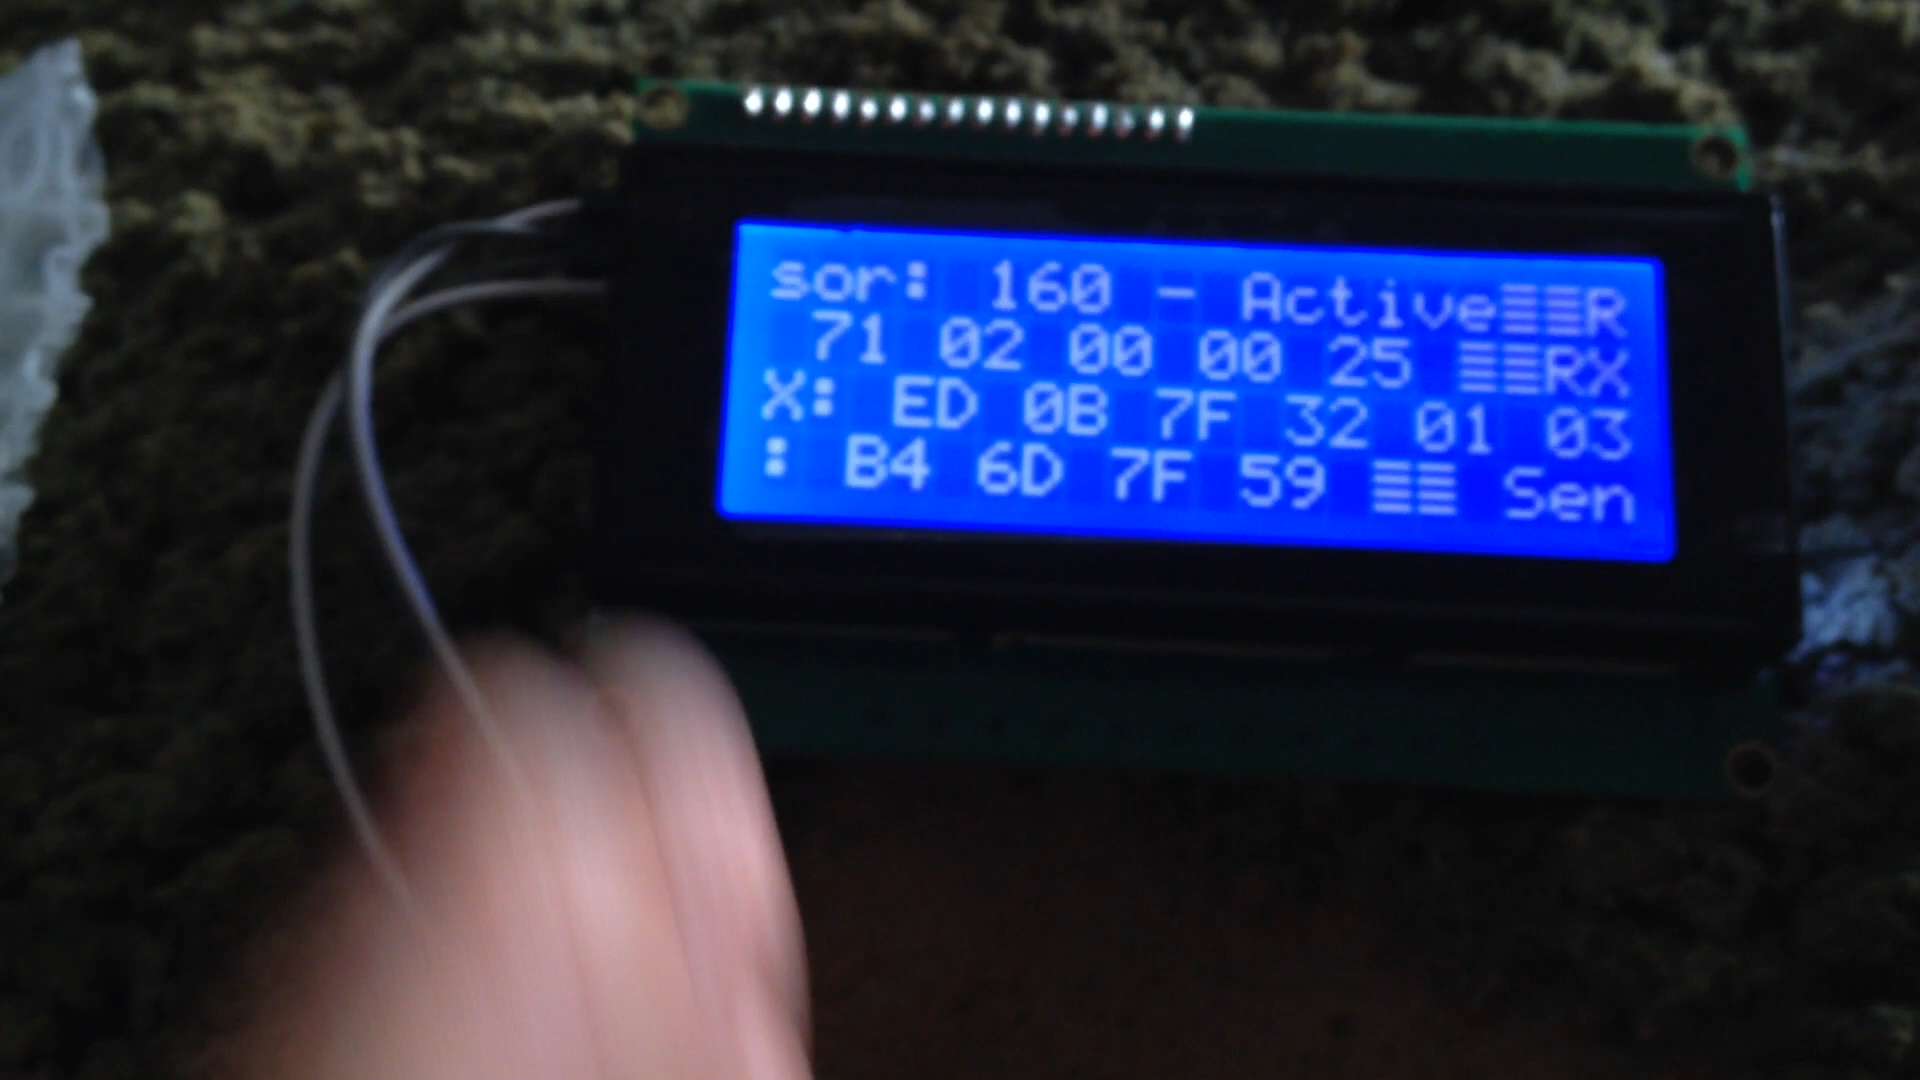 sor: 160 - Active≡≡R
71 02 00 00 25 ≡≡RX
X: ED 0B 7F 32 01 03
: B4 6D 7F 59 ≡≡ Sen